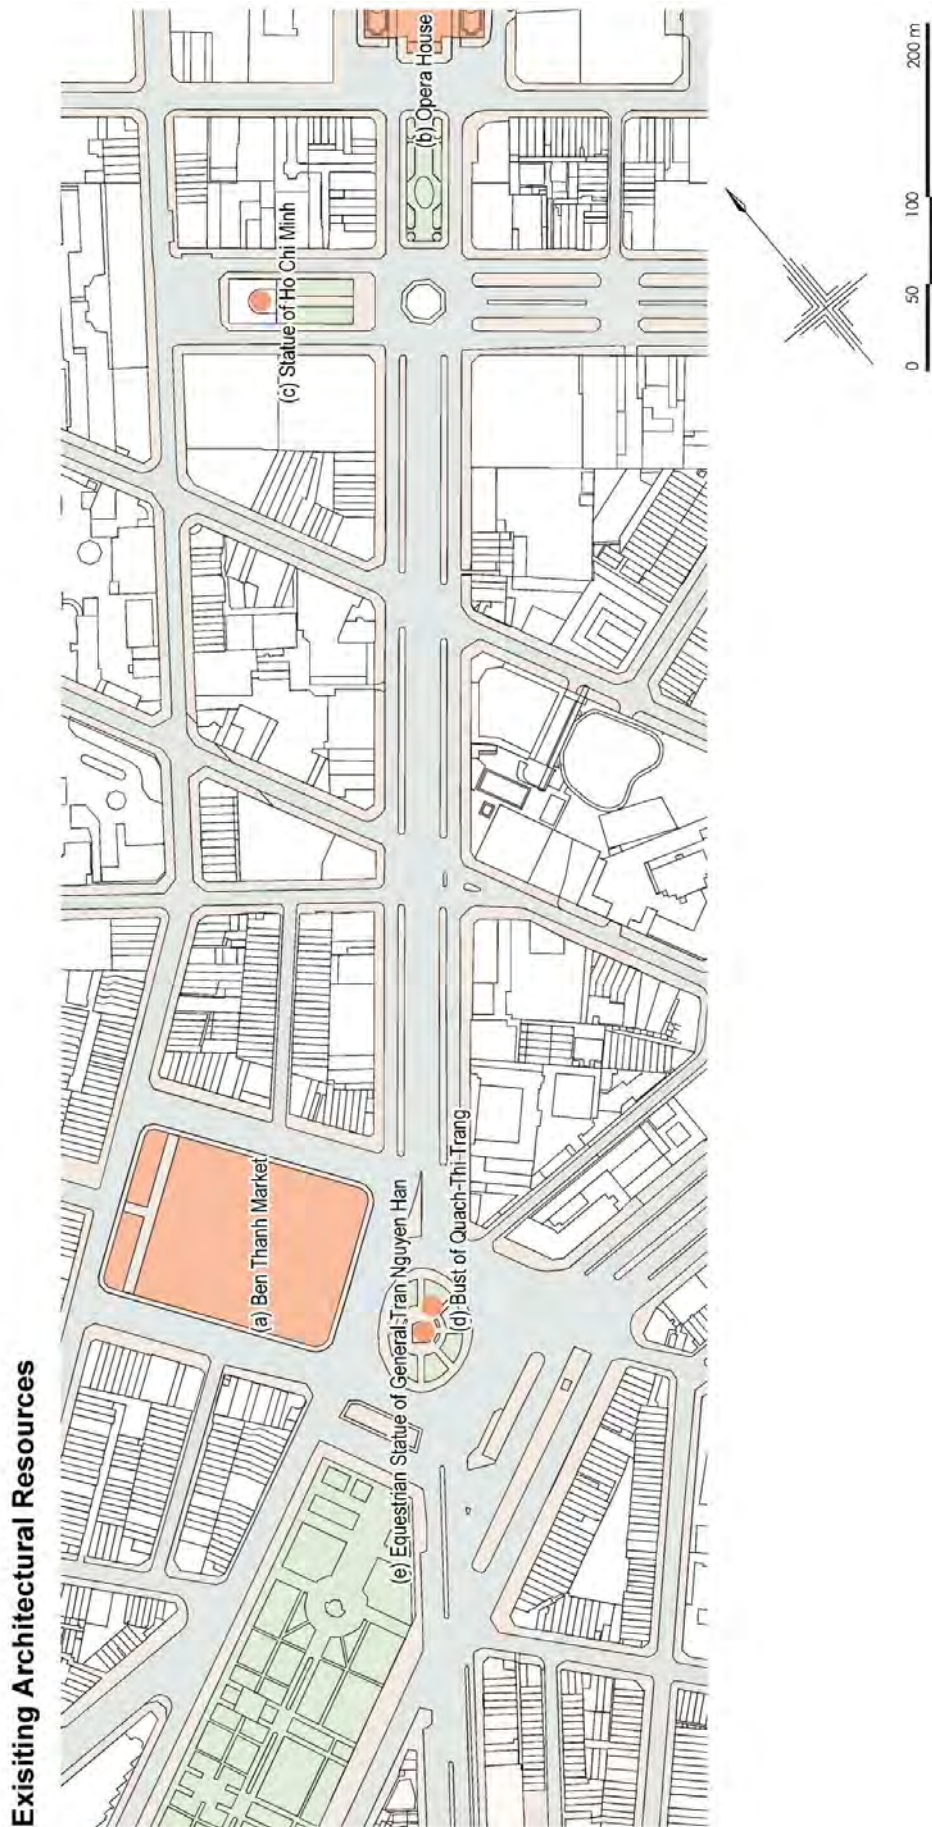 Exisiting Architectural Resources
(a) Ben Thanh Market
(e) Equestrian Statue of General Tran Nguyen Han
(d) Bust of Quach-Thi-Trang
(c) Statue of Ho Chi Minh
(b) Opera House
0 50 100 200 m